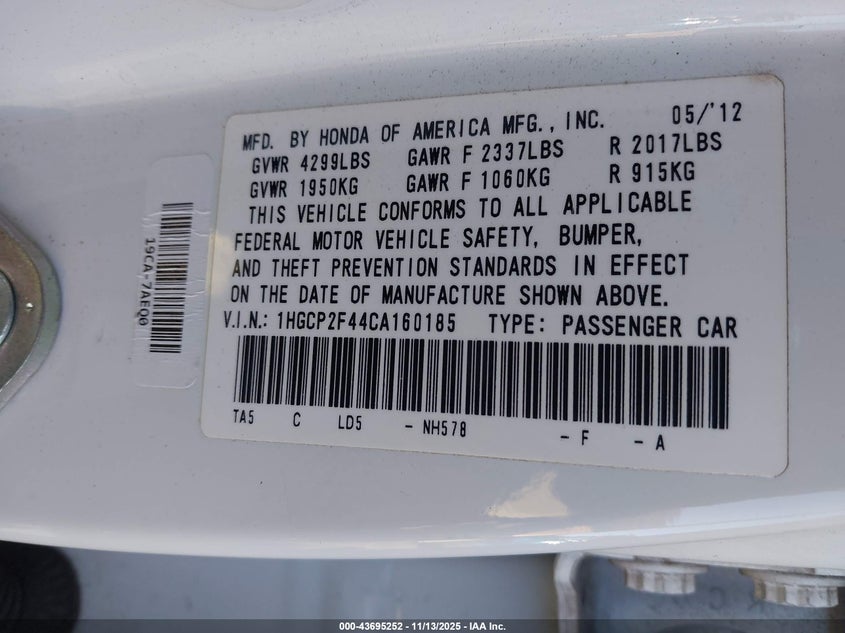 MFD. BY HONDA OF AMERICA MFG., INC. 05/'12
GVWR 4299LBS GAWR F 2337LBS R 2017LBS
GVWR 1950KG GAWR F 1060KG R 915KG
THIS VEHICLE CONFORMS TO ALL APPLICABLE
FEDERAL MOTOR VEHICLE SAFETY, BUMPER,
AND THEFT PREVENTION STANDARDS IN EFFECT
ON THE DATE OF MANUFACTURE SHOWN ABOVE.
V.I.N.: 1HGCP2F44CA160185 TYPE: PASSENGER CAR
TA5 C LD5 - NH578 - F - A
19CA-7AEQ0
000-43695252 | 11/13/2025 - IAA Inc.